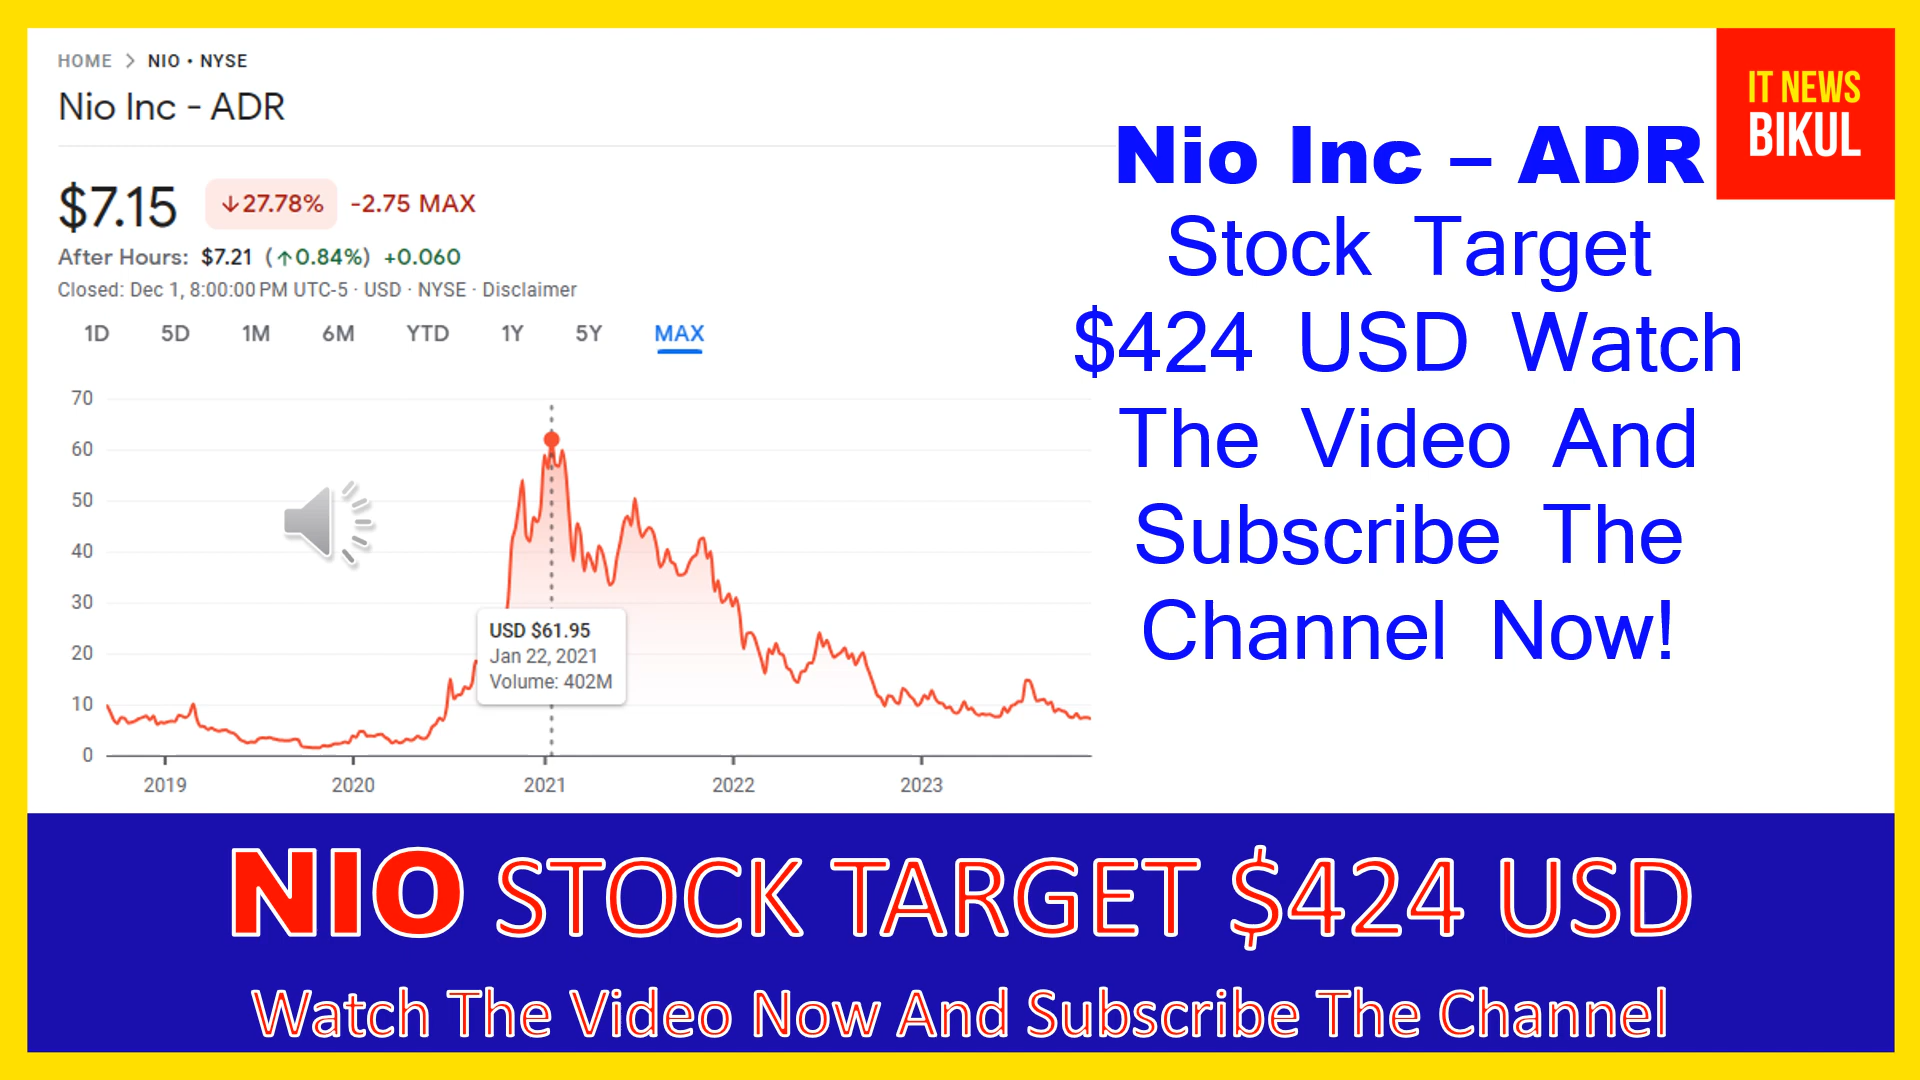 HOME > NIO • NYSE
Nio Inc - ADR
$7.15 ↓27.78% -2.75 MAX
After Hours: $7.21 (↑0.84%) +0.060
Closed: Dec 1, 8:00:00 PM UTC-5 · USD · NYSE · Disclaimer
1D 5D 1M 6M YTD 1Y 5Y MAX
70
60
50
40
30
20
10
0
USD $61.95
Jan 22, 2021
Volume: 402M
2019 2020 2021 2022 2023
IT NEWS
BIKUL
Nio Inc – ADR
Stock Target
$424 USD Watch
The Video And
Subscribe The
Channel Now!
NIO STOCK TARGET $424 USD
Watch The Video Now And Subscribe The Channel